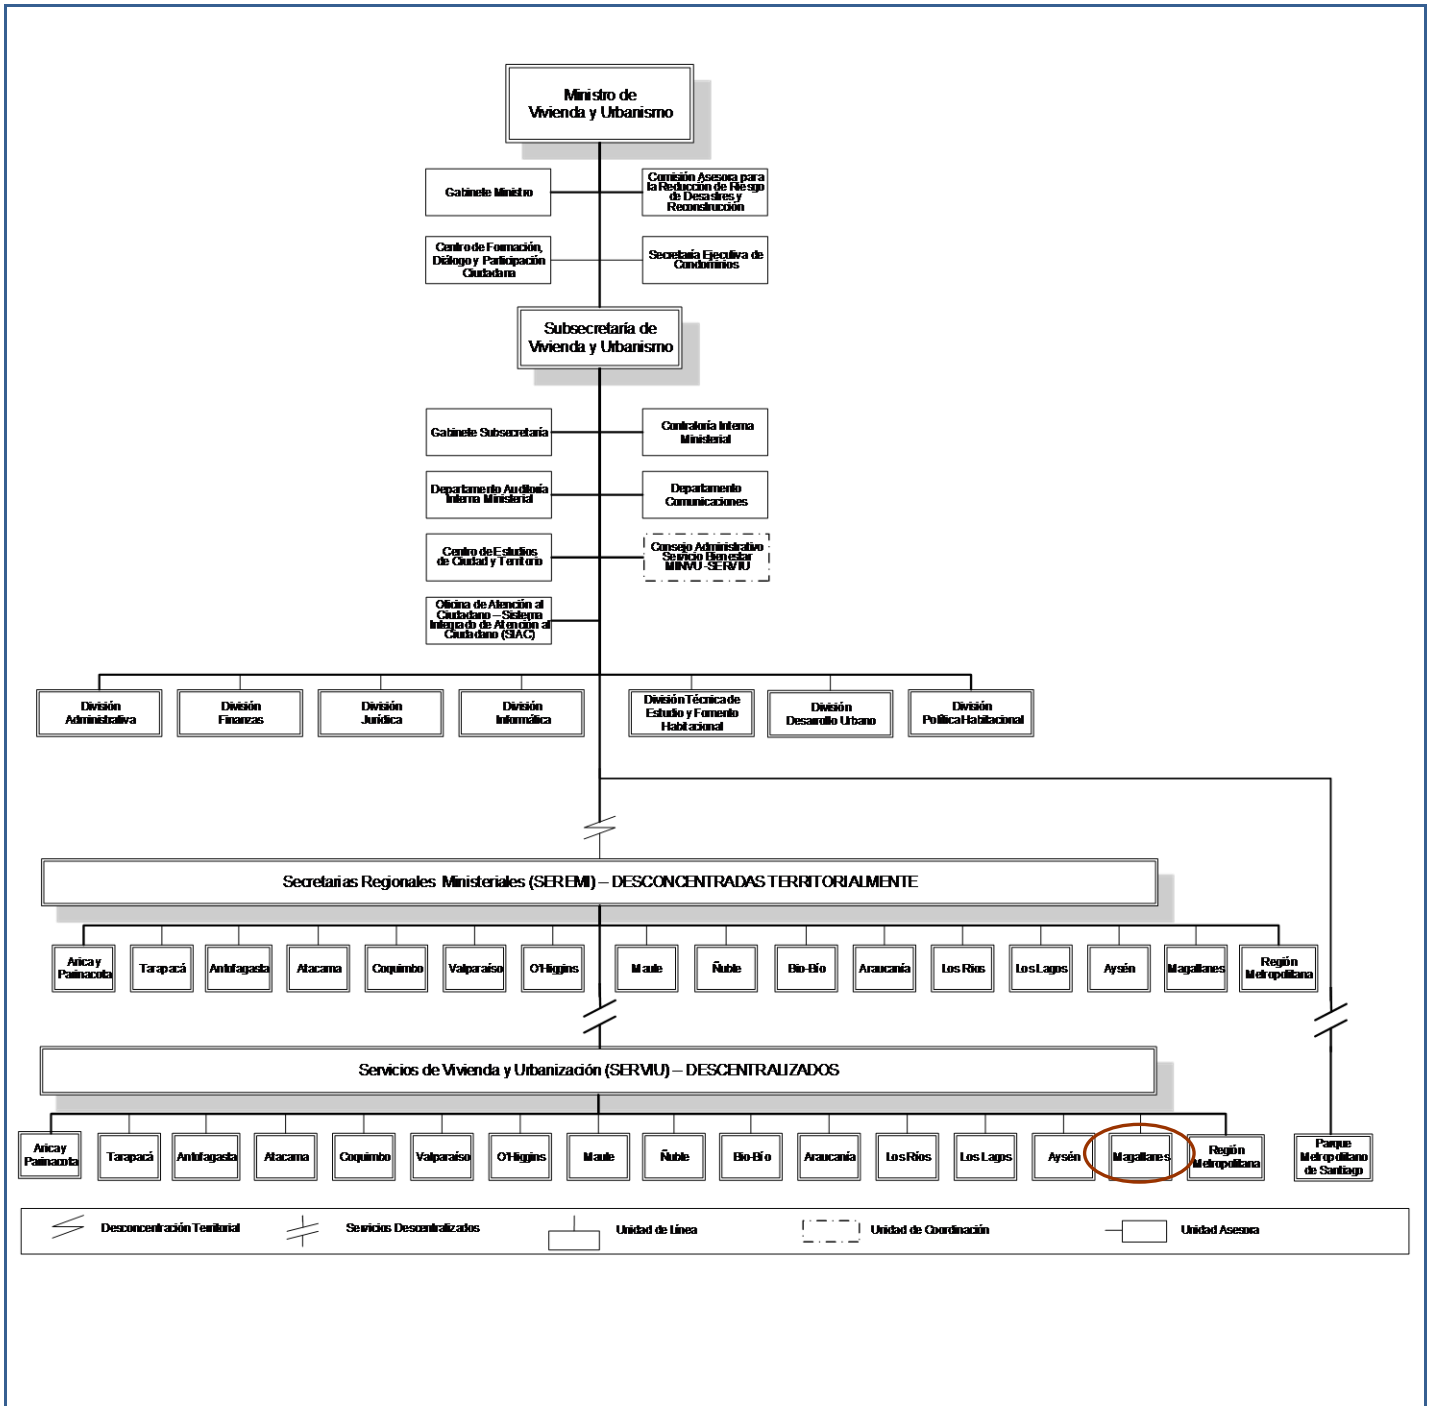 Ministro de
Vivienda y Urbanismo
Gabinete Ministro
Comisión Asesora para
la Reducción de Riesgo
de Desastres y
Reconstrucción
Centro de Formación,
Diálogo y Participación
Ciudadana
Secretaría Ejecutiva de
Condominios
Subsecretaría de
Vivienda y Urbanismo
Gabinete Subsecretaría
Contraloría Interna
Ministerial
Departamento Auditoría
Interna Ministerial
Departamento
Comunicaciones
Centro de Estudios
de Ciudad y Territorio
Consejo Administrativo
Servicio Bienestar
MINVU -SERVIU
Oficina de Atención al
Ciudadano – Sistema
Integrado de Atención al
Ciudadano (SIAC)
División
Administrativa
División
Finanzas
División
Jurídica
División
Informática
División Técnica de
Estudio y Fomento
Habitacional
División
Desarrollo Urbano
División
Política Habitacional
Secretarias Regionales Ministeriales (SEREMI) – DESCONCENTRADAS TERRITORIALMENTE
Arica y
Parinacota
Tarapacá
Antofagasta
Atacama
Coquimbo
Valparaíso
O'Higgins
Maule
Ñuble
Bio-Bío
Araucanía
Los Ríos
Los Lagos
Aysén
Magallanes
Región
Metropolitana
Servicios de Vivienda y Urbanización (SERVIU) – DESCENTRALIZADOS
Arica y
Parinacota
Tarapacá
Antofagasta
Atacama
Coquimbo
Valparaíso
O'Higgins
Maule
Ñuble
Bio-Bío
Araucanía
Los Ríos
Los Lagos
Aysén
Magallanes
Región
Metropolitana
Parque
Metropolitano
de Santiago
Desconcentración Territorial
Servicios Descentralizados
Unidad de Línea
Unidad de Coordinación
Unidad Asesora